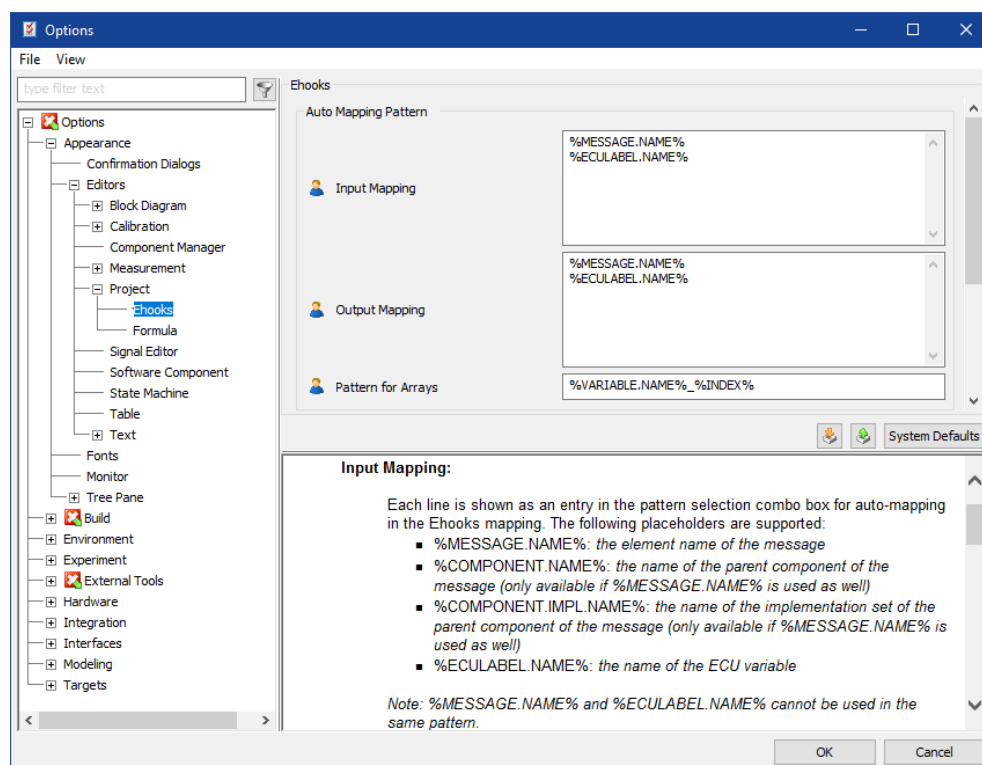 Options
File View
type filter text
Options
Appearance
Confirmation Dialogs
Editors
Block Diagram
Calibration
Component Manager
Measurement
Project
Ehooks
Formula
Signal Editor
Software Component
State Machine
Table
Text
Fonts
Monitor
Tree Pane
Build
Environment
Experiment
External Tools
Hardware
Integration
Interfaces
Modeling
Targets
Ehooks
Auto Mapping Pattern
Input Mapping
%MESSAGE.NAME%
%ECULABEL.NAME%
Output Mapping
%MESSAGE.NAME%
%ECULABEL.NAME%
Pattern for Arrays
%VARIABLE.NAME%_%INDEX%
System Defaults
Input Mapping:
Each line is shown as an entry in the pattern selection combo box for auto-mapping
in the Ehooks mapping. The following placeholders are supported:
%MESSAGE.NAME%: the element name of the message
%COMPONENT.NAME%: the name of the parent component of the
message (only available if %MESSAGE.NAME% is used as well)
%COMPONENT.IMPL.NAME%: the name of the implementation set of the
parent component of the message (only available if %MESSAGE.NAME% is
used as well)
%ECULABEL.NAME%: the name of the ECU variable
Note: %MESSAGE.NAME% and %ECULABEL.NAME% cannot be used in the
same pattern.
OK
Cancel